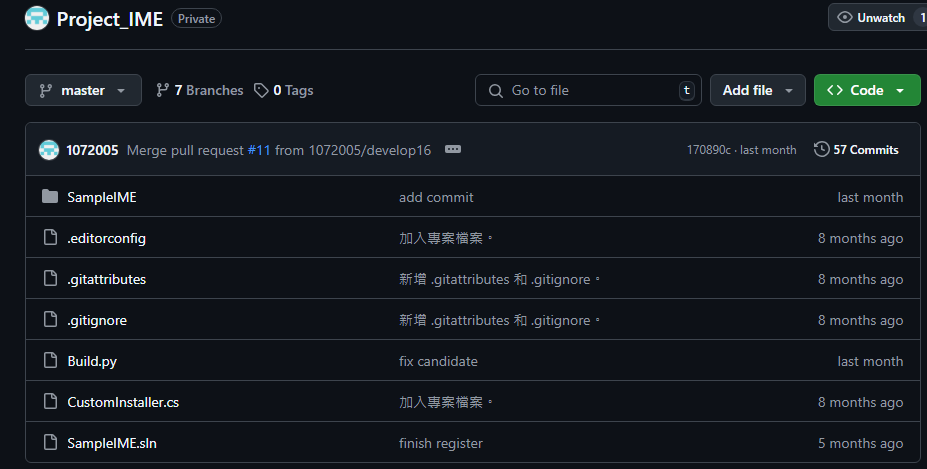 Project_IME Private Unwatch 1
master 7 Branches 0 Tags Go to file t Add file Code
1072005 Merge pull request #11 from 1072005/develop16 170890c · last month 57 Commits
SampleIME add commit last month
.editorconfig 加入專案檔案。 8 months ago
.gitattributes 新增 .gitattributes 和 .gitignore。 8 months ago
.gitignore 新增 .gitattributes 和 .gitignore。 8 months ago
Build.py fix candidate last month
CustomInstaller.cs 加入專案檔案。 8 months ago
SampleIME.sln finish register 5 months ago